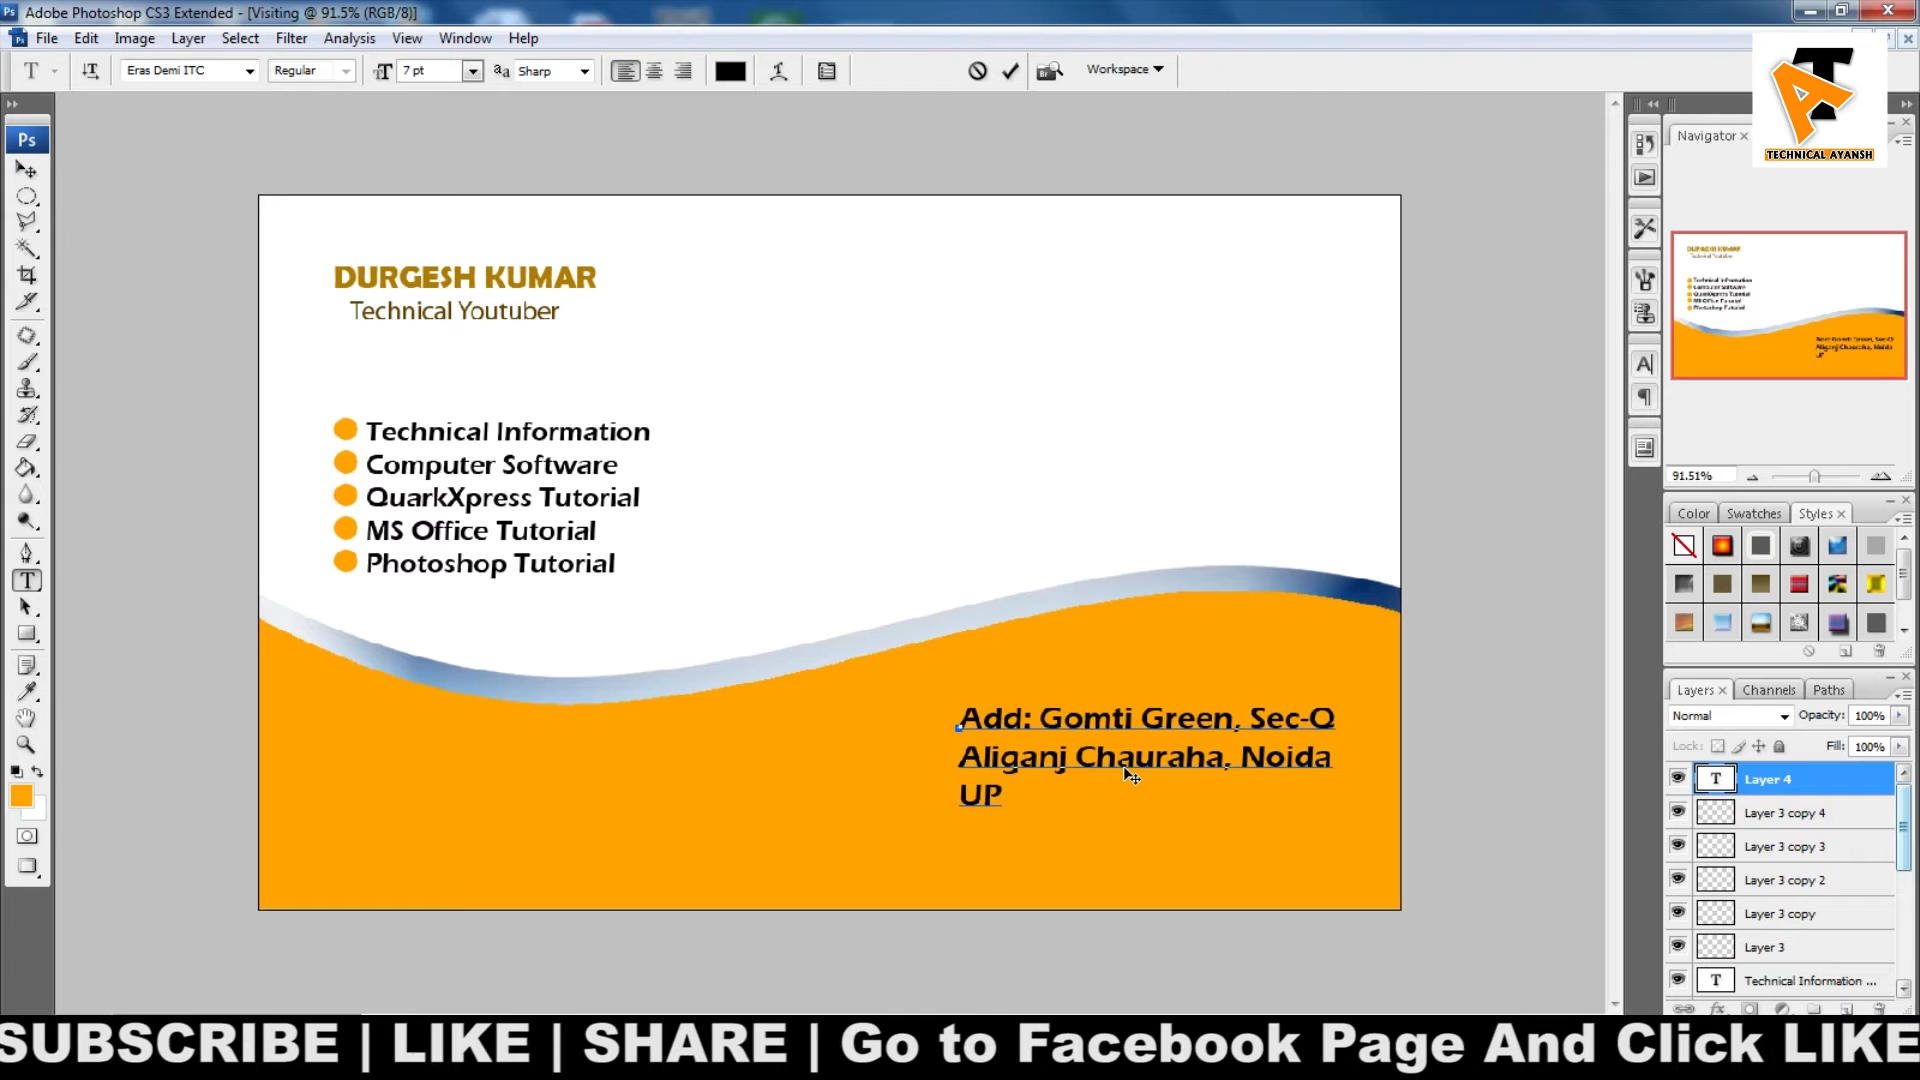 Adobe Photoshop CS3 Extended - [Visiting @ 91.5% (RGB/8)]
File Edit Image Layer Select Filter Analysis View Window Help
Eras Demi ITC Regular 7 pt Sharp Workspace
TECHNICAL AYANSH
Ps
Navigator
DURGESH KUMAR
Technical Youtuber
Technical Information
Computer Software
QuarkXpress Tutorial
MS Office Tutorial
Photoshop Tutorial
Add: Gomti Green, Sec-Q
Aliganj Chauraha, Noida
UP
91.51%
Color Swatches Styles
Layers Channels Paths
Normal Opacity: 100%
Lock: Fill: 100%
Layer 4
Layer 3 copy 4
Layer 3 copy 3
Layer 3 copy 2
Layer 3 copy
Layer 3
Technical Information ...
SUBSCRIBE | LIKE | SHARE | Go to Facebook Page And Click LIKE